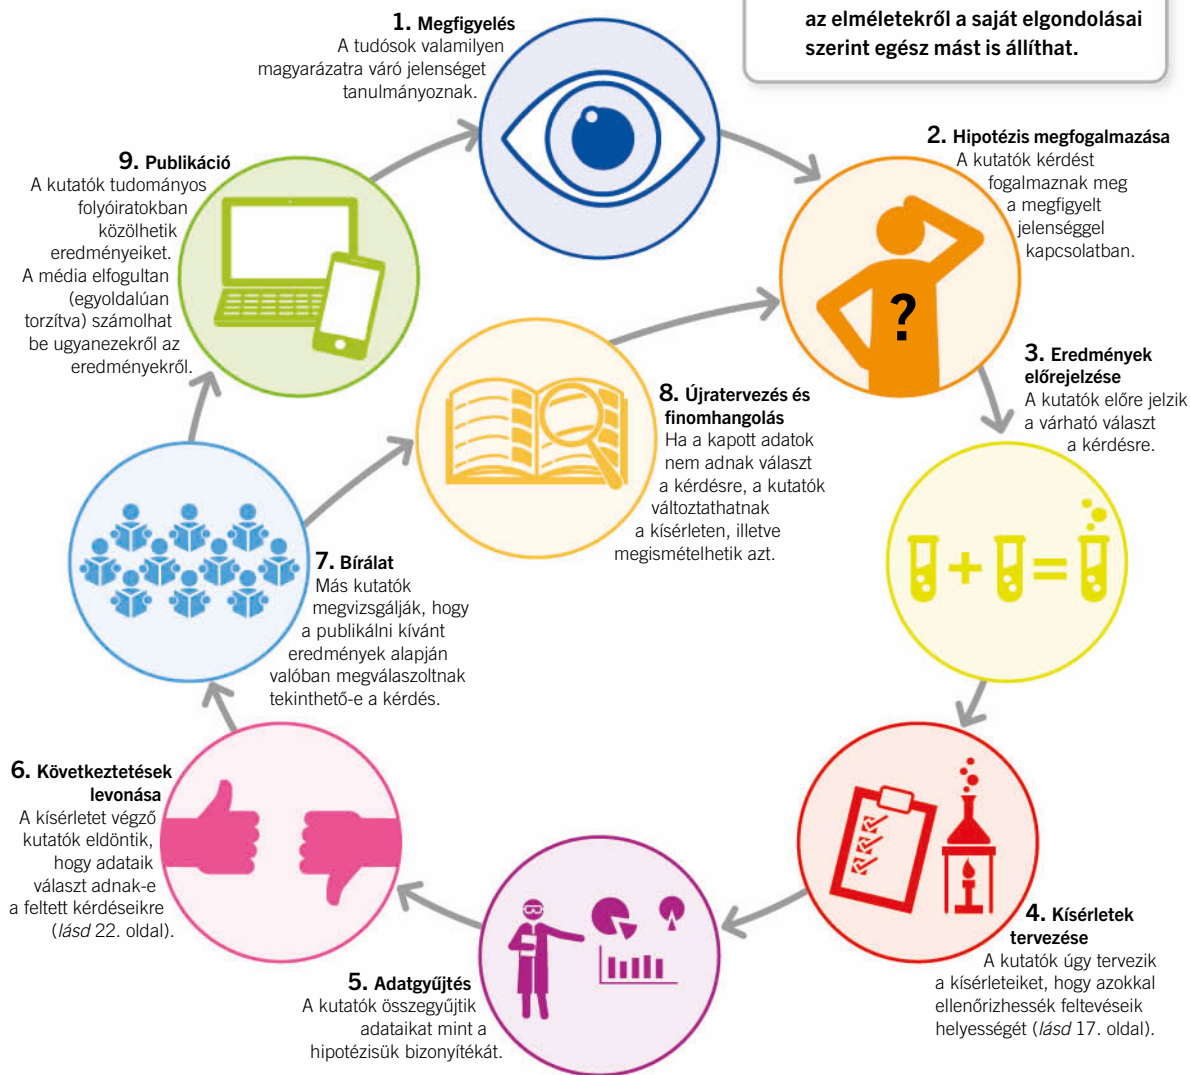 az elméletekről a saját elgondolásai
szerint egész mást is állíthat.
1. Megfigyelés
A tudósok valamilyen
magyarázatra váró jelenséget
tanulmányoznak.
2. Hipotézis megfogalmazása
A kutatók kérdést
fogalmaznak meg
a megfigyelt
jelenséggel
kapcsolatban.
?
3. Eredmények
előrejelzése
A kutatók előre jelzik
a várható választ
a kérdésre.
+ =
4. Kísérletek
tervezése
A kutatók úgy tervezik
a kísérleteiket, hogy azokkal
ellenőrizhessék feltevéseik
helyességét (lásd 17. oldal).
5. Adatgyűjtés
A kutatók összegyűjtik
adataikat mint a
hipotézisük bizonyítékát.
6. Következtetések
levonása
A kísérletet végző
kutatók eldöntik,
hogy adataik
választ adnak-e
a feltett kérdéseikre
(lásd 22. oldal).
7. Bírálat
Más kutatók
megvizsgálják, hogy
a publikálni kívánt
eredmények alapján
valóban megválaszoltnak
tekinthető-e a kérdés.
8. Újratervezés és
finomhangolás
Ha a kapott adatok
nem adnak választ
a kérdésre, a kutatók
változtathatnak
a kísérleten, illetve
megismételhetik azt.
9. Publikáció
A kutatók tudományos
folyóiratokban
közölhetik
eredményeiket.
A média elfogultan
(egyoldalúan
torzítva) számolhat
be ugyanezekről az
eredményekről.